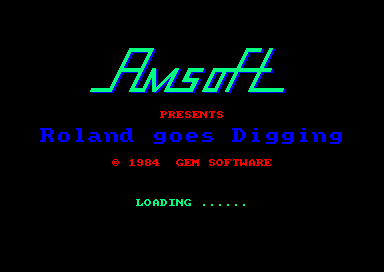 Amsoft
PRESENTS
Roland goes Digging
© 1984 GEM SOFTWARE
LOADING ......